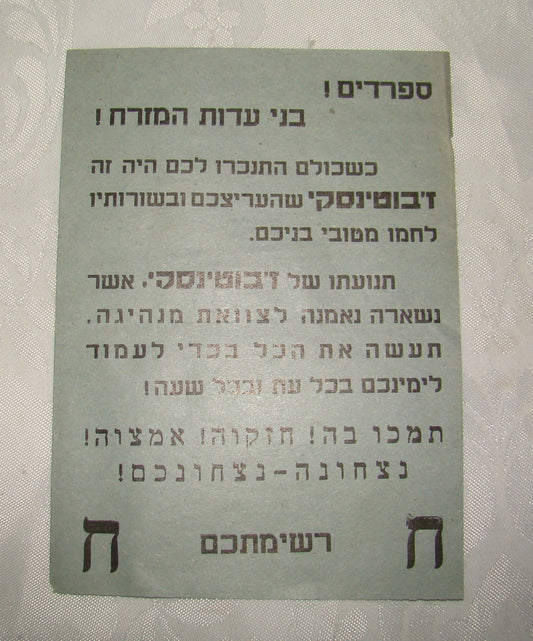 ספרדים!
בני עדות המזרח!
כשכולם התנכרו לכם היה זה
ז'בוטינסקי שהעריצכם ובשורותיו
לחמו מטובי בניכם.
תנועתו של ז'בוטינסקי, אשר
נשארה נאמנה לצוואת מנהיגה,
תעשה את הכל בכדי לעמוד
לימינכם בכל עת ובכל שעה!
תמכו בה! חזקוה! אמצוה!
נצחונה-נצחונכם!
ח רשימתכם ח